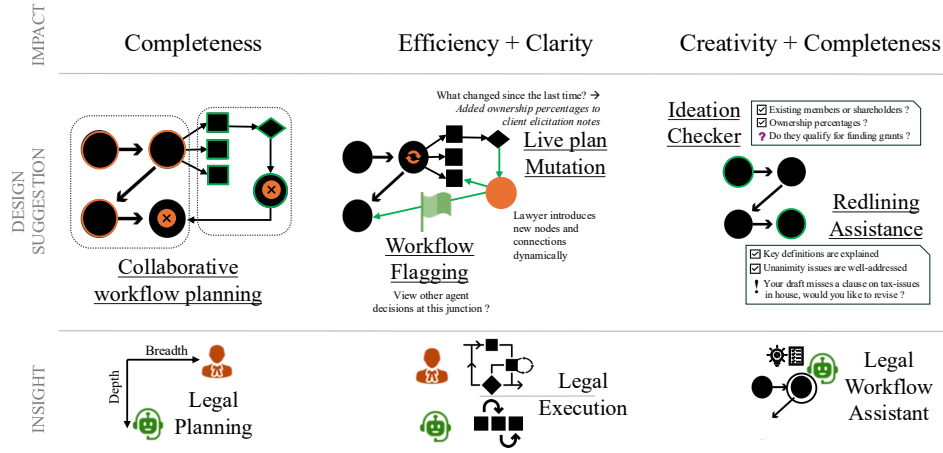 IMPACT
Completeness
Efficiency + Clarity
Creativity + Completeness
DESIGN
SUGGESTION
Collaborative
workflow planning
What changed since the last time? →
Added ownership percentages to
client elicitation notes
Live plan
Mutation
Lawyer introduces
new nodes and
connections
dynamically
Workflow
Flagging
View other agent
decisions at this junction ?
Ideation
Checker
Existing members or shareholders ?
Ownership percentages ?
? Do they qualify for funding grants ?
Redlining
Assistance
Key definitions are explained
Unanimity issues are well-addressed
! Your draft misses a clause on tax-issues
in house, would you like to revise ?
INSIGHT
Breadth
Depth
Legal
Planning
Legal
Execution
Legal
Workflow
Assistant